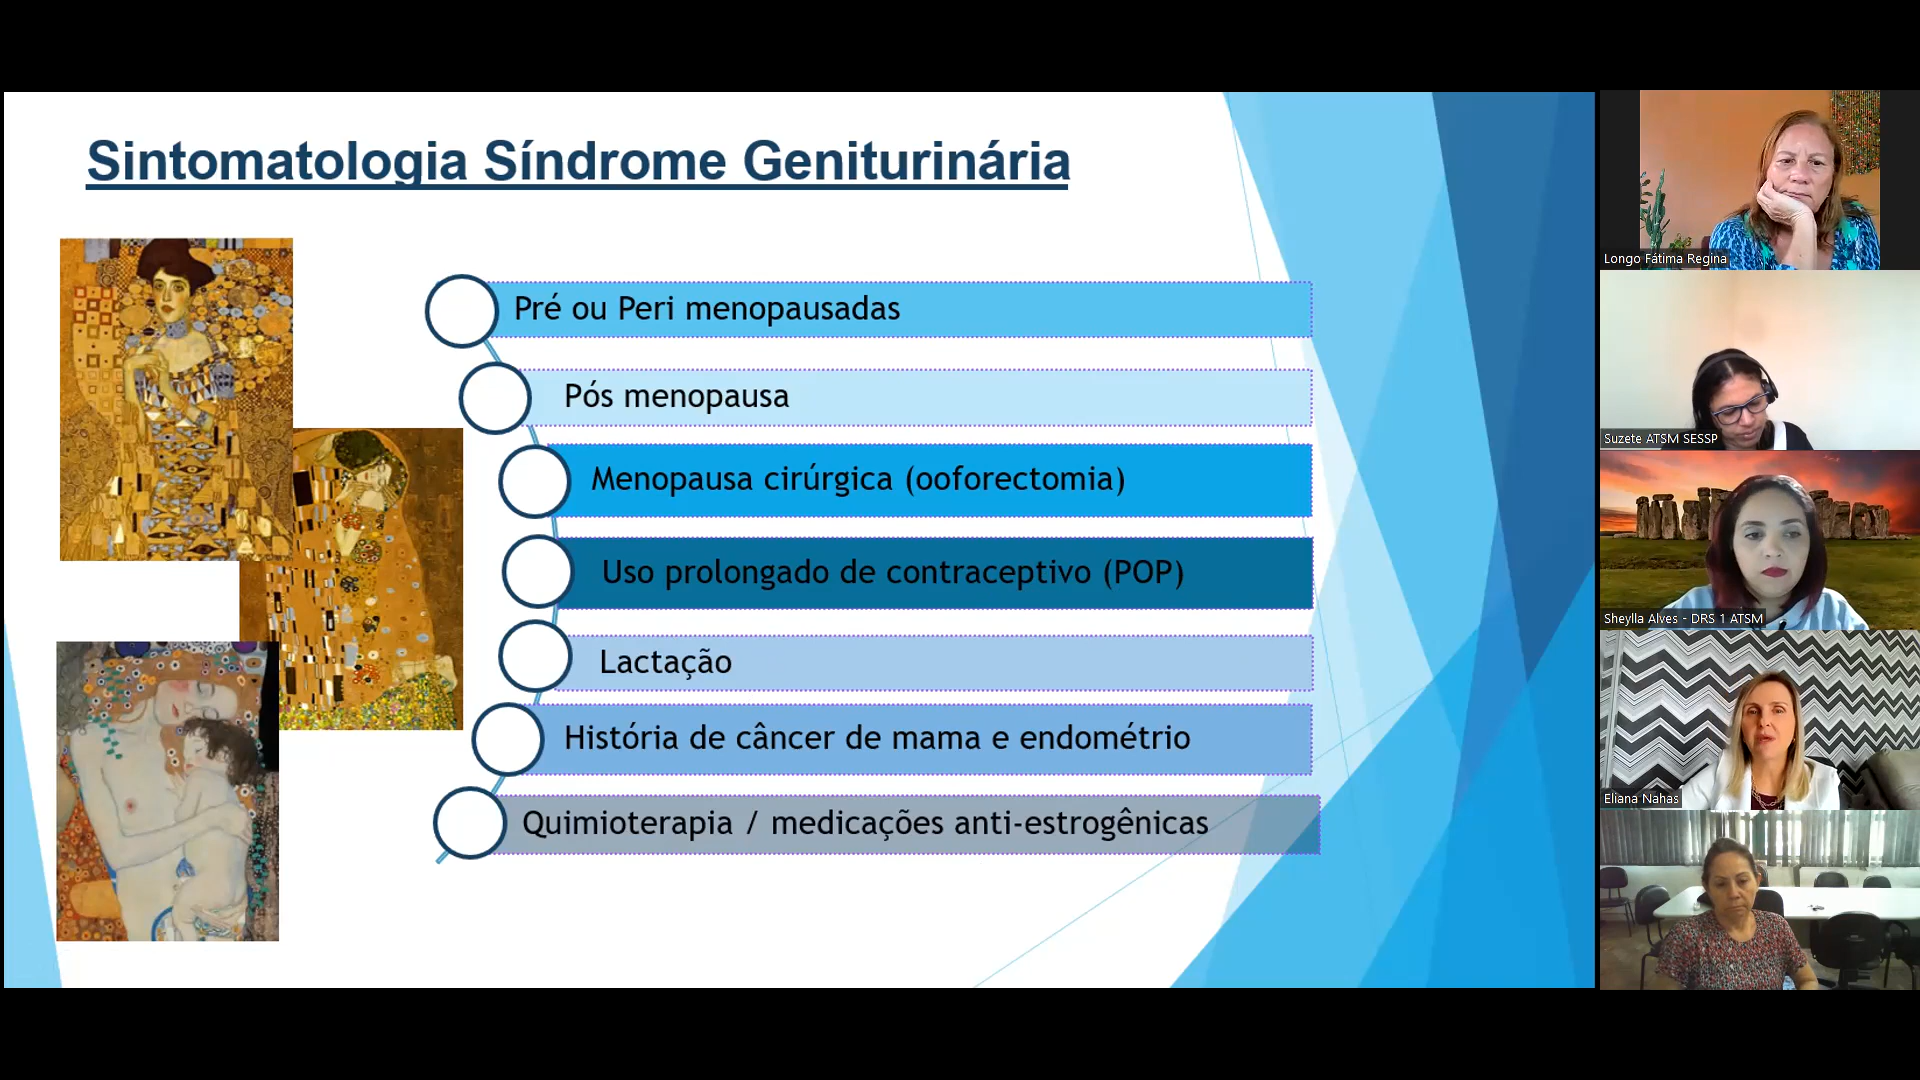 Sintomatologia Síndrome Geniturinária
Pré ou Peri menopausadas
Pós menopausa
Menopausa cirúrgica (ooforectomia)
Uso prolongado de contraceptivo (POP)
Lactação
História de câncer de mama e endométrio
Quimioterapia / medicações anti-estrogênicas
Longo Fátima Regina
Suzete ATSM SESSP
Sheylla Alves - DRS 1 ATSM
Eliana Nahas